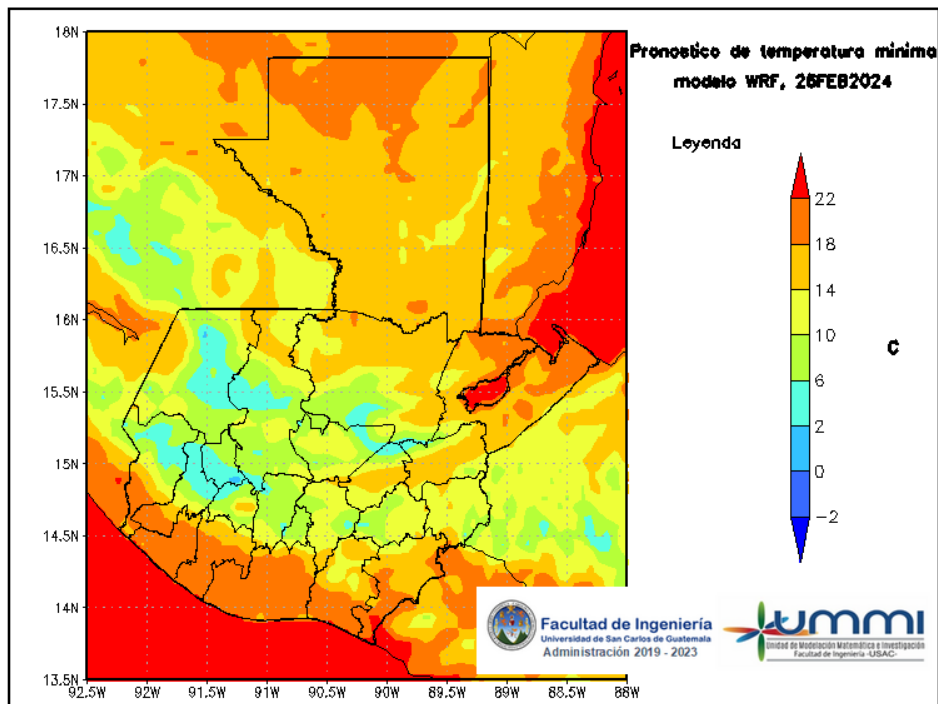 Pronostico de temperatura minima
modelo WRF, 26FEB2024
Leyenda
22
18
14
10
6
2
0
−2
C
18N
17.5N
17N
16.5N
16N
15.5N
15N
14.5N
14N
13.5N
92.5W 92W 91.5W 91W 90.5W 90W 89.5W 89W 88.5W 88W
Facultad de Ingeniería
Universidad de San Carlos de Guatemala
Administración 2019 - 2023
UMMI
Unidad de Modelación Matemática e Investigación
Facultad de Ingeniería -USAC-